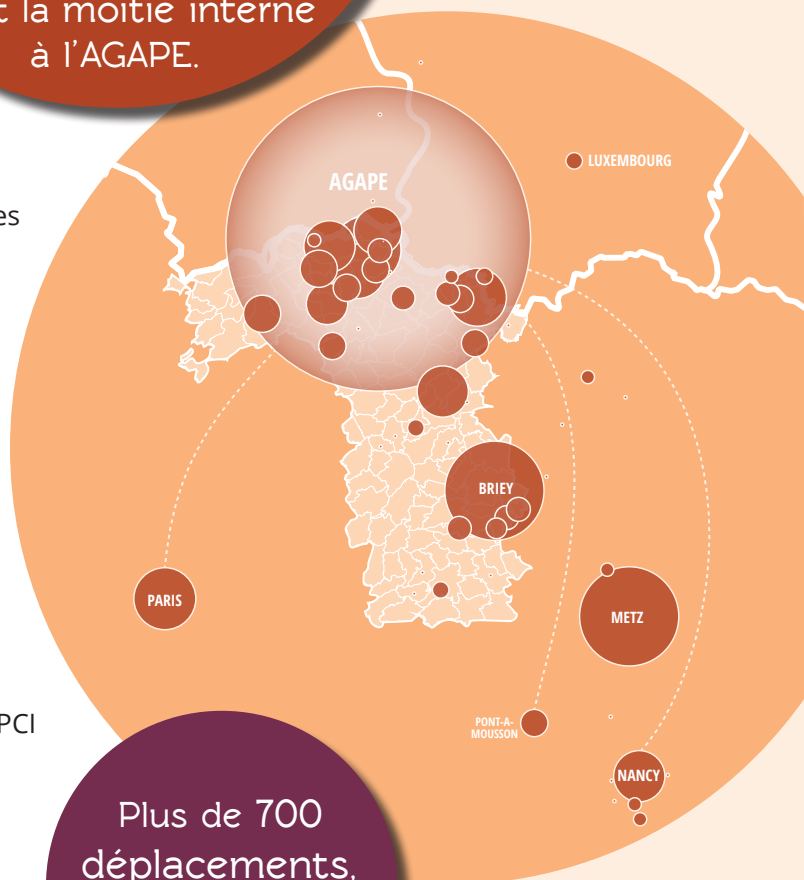 t la moitié interne
à l'AGAPE.
LUXEMBOURG
AGAPE
es
BRIEY
PARIS
METZ
PONT-A-
MOUSSON
PCI
NANCY
Plus de 700
déplacements,